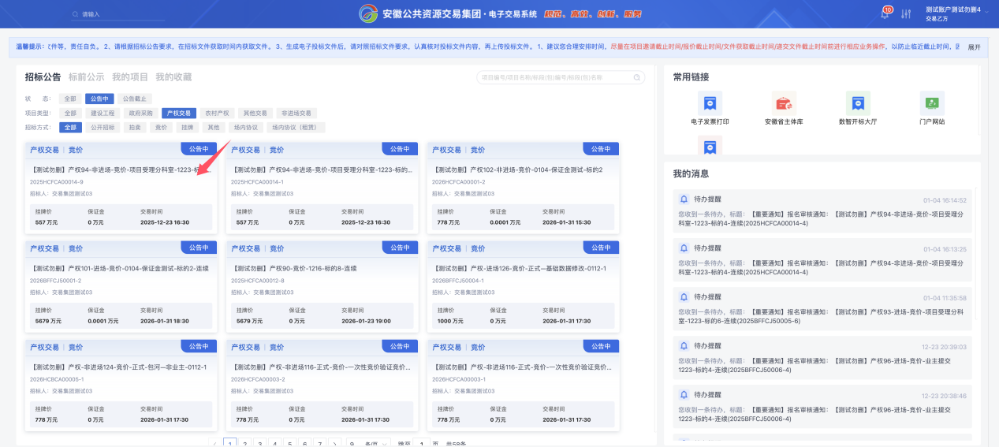 请输入
安徽公共资源交易集团·电子交易系统 规范、高效、创新、服务
10
测试账户测试勿删4
交易乙方
温馨提示：文件等，责任自负。 2、请根据招标公告要求，在招标文件获取时间内获取文件。 3、生成电子投标文件后，请对照招标文件要求，认真核对投标文件内容，再上传投标文件。 1、建议您合理安排时间，尽量在项目邀请截止时间/报价截止时间/文件获取截止时间/递交文件截止时间前进行相应业务操作，以防止临近截止时间，因 展开
招标公告 标前公示 我的项目 我的收藏
项目编号/项目名称/标段(包)编号/标段(包)名称
状 态： 全部 公告中 公告截止
项目类型： 全部 建设工程 政府采购 产权交易 农村产权 其他交易 非进场交易
招标方式： 全部 公开招标 拍卖 竞价 挂牌 其他 场内协议 场内协议（租赁）
产权交易 | 竞价 公告中
【测试勿删】产权94-非进场-竞价-项目受理分科室-1223-标...
2025HCFCA00014-9
招标人：交易集团测试03
挂牌价 保证金 交易时间
557 万元 0 万元 2025-12-23 16:30
产权交易 | 竞价 公告中
【测试勿删】产权94-非进场-竞价-项目受理分科室-1223-标的...
2025HCFCA00014-1
招标人：交易集团测试03
挂牌价 保证金 交易时间
557 万元 0 万元 2025-12-23 16:30
产权交易 | 竞价 公告中
【测试勿删】产权102-非进场-竞价-0104-保证金测试-标的2
2026HCFCA00001-2
招标人：交易集团测试03
挂牌价 保证金 交易时间
778 万元 0.0001 万元 2026-01-31 15:30
产权交易 | 竞价 公告中
【测试勿删】产权101-进场-竞价-0104-保证金测试-标的2-连续
2026BFFCJ50001-2
招标人：交易集团测试03
挂牌价 保证金 交易时间
5679 万元 0.0001 万元 2026-01-31 18:30
产权交易 | 竞价 公告中
【测试勿删】产权90-竞价-1216-标的8-连续
2025HCFCA00012-8
招标人：交易集团测试03
挂牌价 保证金 交易时间
5679 万元 0 万元 2026-01-23 19:00
产权交易 | 竞价 公告中
【测试勿删】产权-进场126-竞价-正式—基础数据修改-0112-1
2026BFFCJ50004-1
招标人：交易集团测试03
挂牌价 保证金 交易时间
1000 万元 0 万元 2026-01-31 17:30
产权交易 | 竞价 公告中
【测试勿删】产权-非进场124-竞价-正式-包河—非业主-0112-1
2026HCBCA00005-1
招标人：交易集团测试03
挂牌价 保证金 交易时间
778 万元 0 万元 2026-01-31 17:30
产权交易 | 竞价 公告中
【测试勿删】产权-非进场116-正式-竞价-一次性竞价验证竞价...
2026HCFCA00003-2
招标人：交易集团测试03
挂牌价 保证金 交易时间
778 万元 0 万元 2026-01-31 17:30
产权交易 | 竞价 公告中
【测试勿删】产权-非进场116-正式-竞价-一次性竞价验证竞价...
2026HCFCA00003-1
招标人：交易集团测试03
挂牌价 保证金 交易时间
778 万元 0 万元 2026-01-31 17:30
1 2 3 4 5 6 7 9 条/页 跳至 1 页 共58条
常用链接
电子发票打印 安徽省主体库 数智开标大厅 门户网站
我的消息
待办提醒 01-04 16:14:52
您收到一条待办，标题：【重要通知】报名审核通知：【测试勿删】产权94-非进场-竞价-项目受理分
科室-1223-标的4-连续(2025HCFCA00014-4)
待办提醒 01-04 16:13:25
您收到一条待办，标题：【重要通知】报名审核通知：【测试勿删】产权94-非进场-竞价-项目受理分
科室-1223-标的4-连续(2025HCFCA00014-4)
待办提醒 01-04 11:35:58
您收到一条待办，标题：【重要通知】报名审核通知：【测试勿删】产权93-进场-竞价-项目受理分科
室-1223-标的6-连续(2025BFFCJ50005-6)
待办提醒 12-23 20:39:03
您收到一条待办，标题：【重要通知】报名审核通知：【测试勿删】产权96-进场-竞价-业主提交
1223-标的4-连续(2025BFFCJ50006-4)
待办提醒 12-23 20:38:46
您收到一条待办，标题：【重要通知】报名审核通知：【测试勿删】产权96-进场-竞价-业主提交
1223-标的4-连续(2025BFFCJ50006-4)